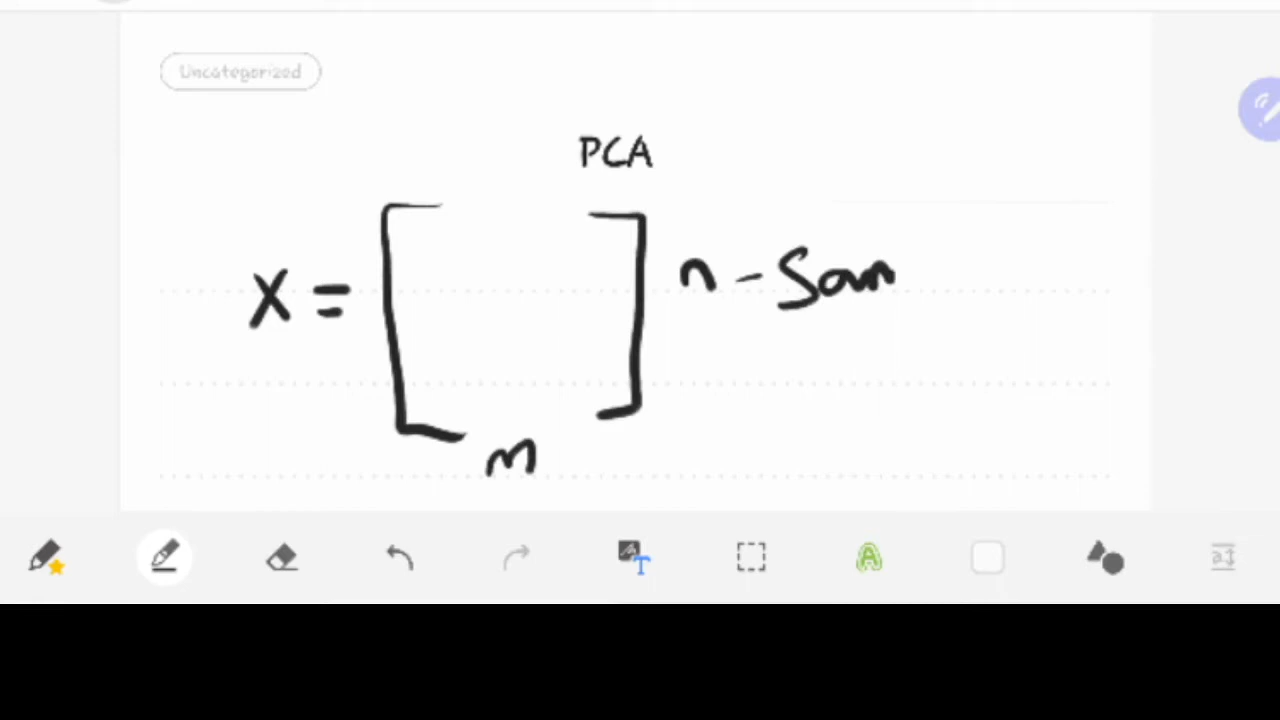 Uncategorized
PCA
X = [ ] n - Sam
m